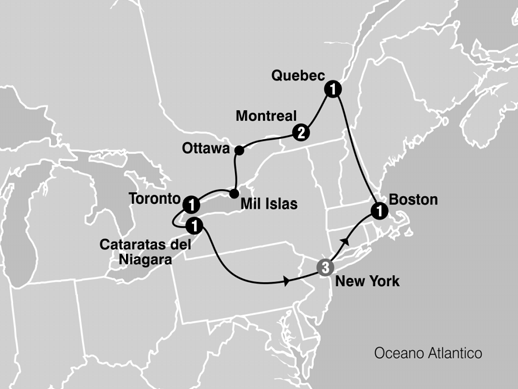 Quebec
1
Montreal
2
Ottawa
Toronto
1
Mil Islas
1
Boston
1
Cataratas del
Niagara
3
New York
Oceano Atlantico